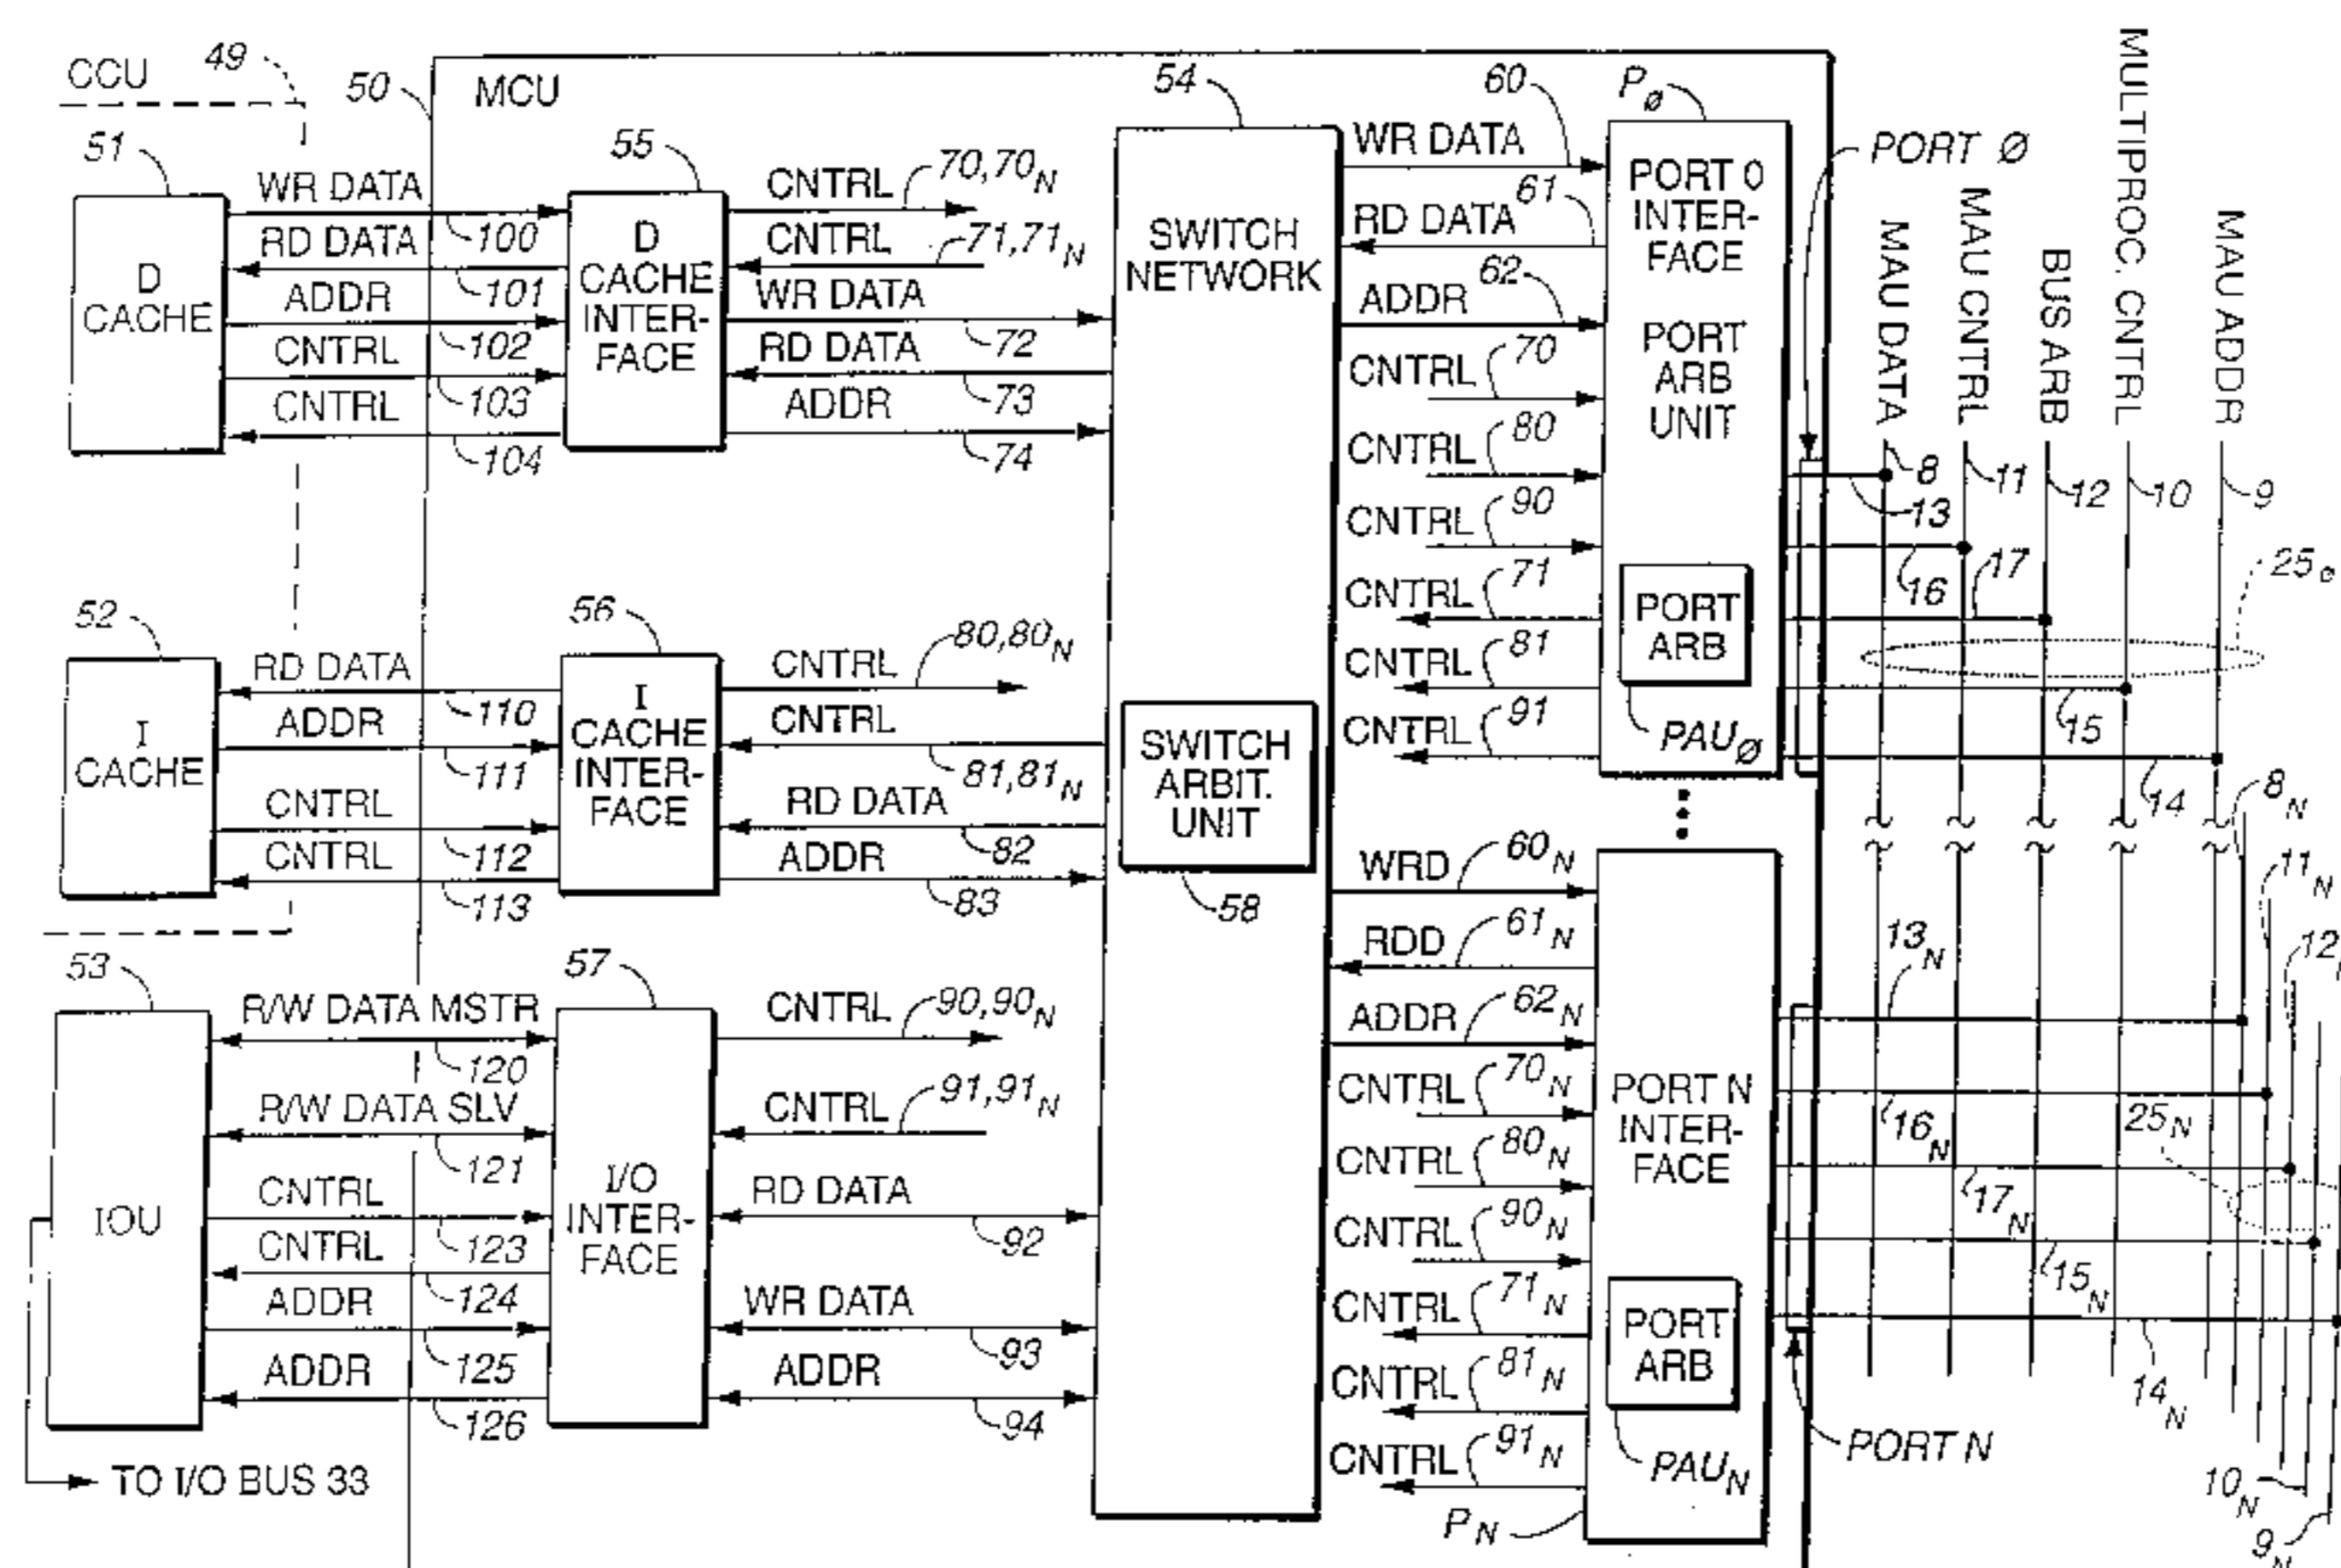 CCU
49
50
MCU
51
D
CACHE
WR DATA
100
RD DATA
101
ADDR
102
CNTRL
103
CNTRL
104
55
D
CACHE
INTER-
FACE
CNTRL
70,70N
CNTRL
71,71N
WR DATA
72
RD DATA
73
ADDR
74
52
I
CACHE
RD DATA
110
ADDR
111
CNTRL
112
CNTRL
113
56
I
CACHE
INTER-
FACE
CNTRL
80,80N
CNTRL
81,81N
RD DATA
82
ADDR
83
53
IOU
R/W DATA MSTR
120
R/W DATA SLV
121
CNTRL
123
CNTRL
124
ADDR
125
ADDR
126
TO I/O BUS 33
57
I/O
INTER-
FACE
CNTRL
90,90N
CNTRL
91,91N
RD DATA
92
WR DATA
93
ADDR
94
54
SWITCH
NETWORK
SWITCH
ARBIT.
UNIT
58
WR DATA
60
RD DATA
61
ADDR
62
CNTRL
70
CNTRL
80
CNTRL
90
CNTRL
71
CNTRL
81
CNTRL
91
PØ
PORT 0
INTER-
FACE
PORT
ARB
UNIT
PORT
ARB
PAUØ
PORT Ø
WRD
60N
RDD
61N
ADDR
62N
CNTRL
70N
CNTRL
80N
CNTRL
90N
CNTRL
71N
CNTRL
81N
CNTRL
91N
PORT N
INTER-
FACE
PORT
ARB
PAUN
PN
PORT N
MAU DATA
MAU CNTRL
BUS ARB
MULTIPROC. CNTRL
MAU ADDR
8
11
12
10
9
13
16
17
15
14
25ø
8N
11N
12
13N
16N
17N
15N
14N
25N
10N
9N